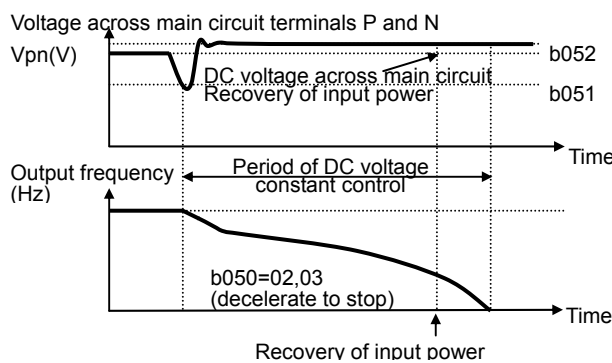 Voltage across main circuit terminals P and N
Vpn(V)
b052
DC voltage across main circuit
Recovery of input power
b051
Time
Output frequency
(Hz)
Period of DC voltage
constant control
b050=02,03
(decelerate to stop)
Time
Recovery of input power